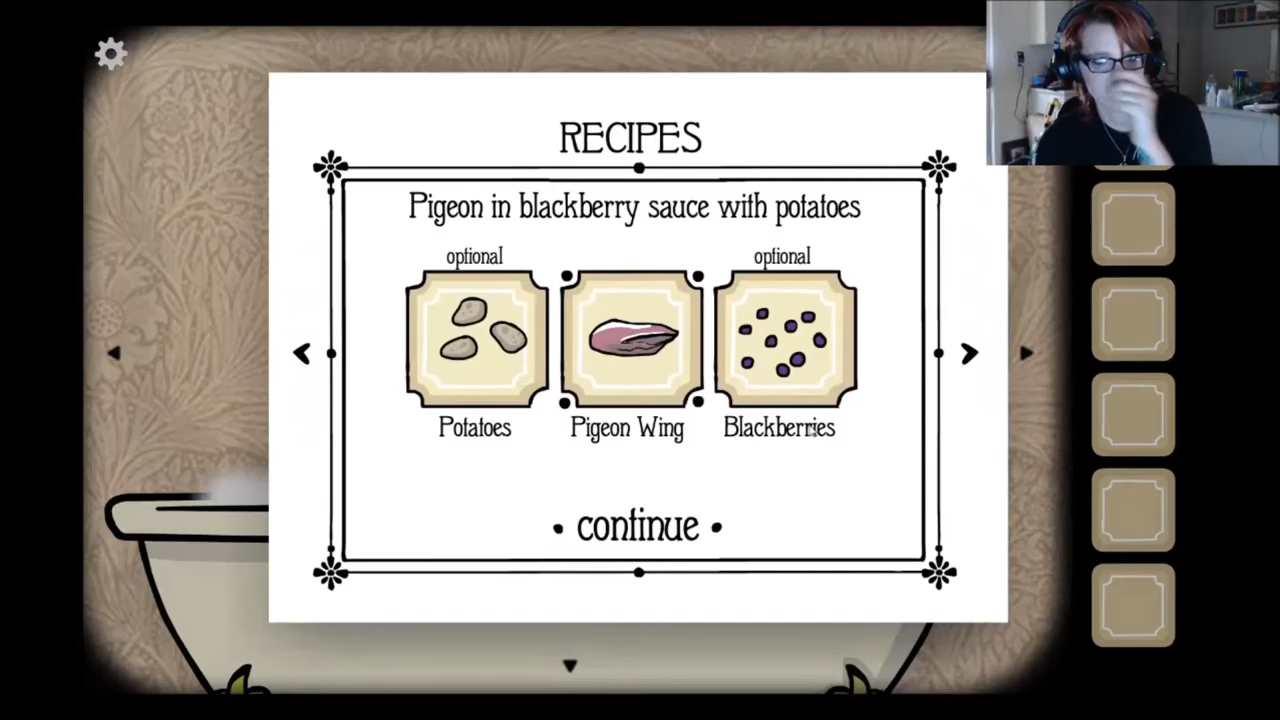 RECIPES
Pigeon in blackberry sauce with potatoes
optional optional
Potatoes Pigeon Wing Blackberries
• continue •